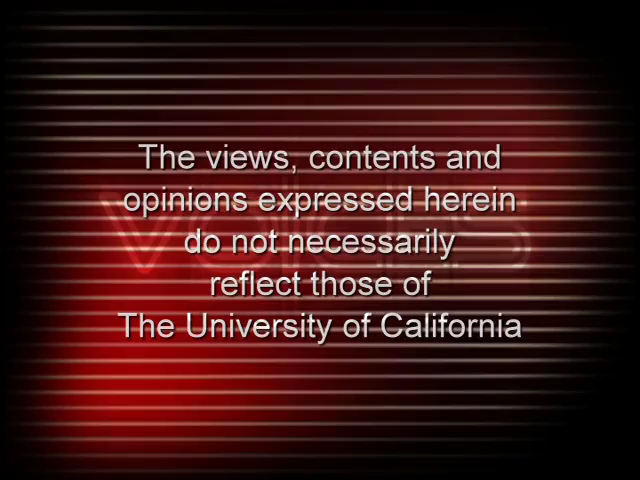 The views, contents and
opinions expressed herein
do not necessarily
reflect those of
The University of California